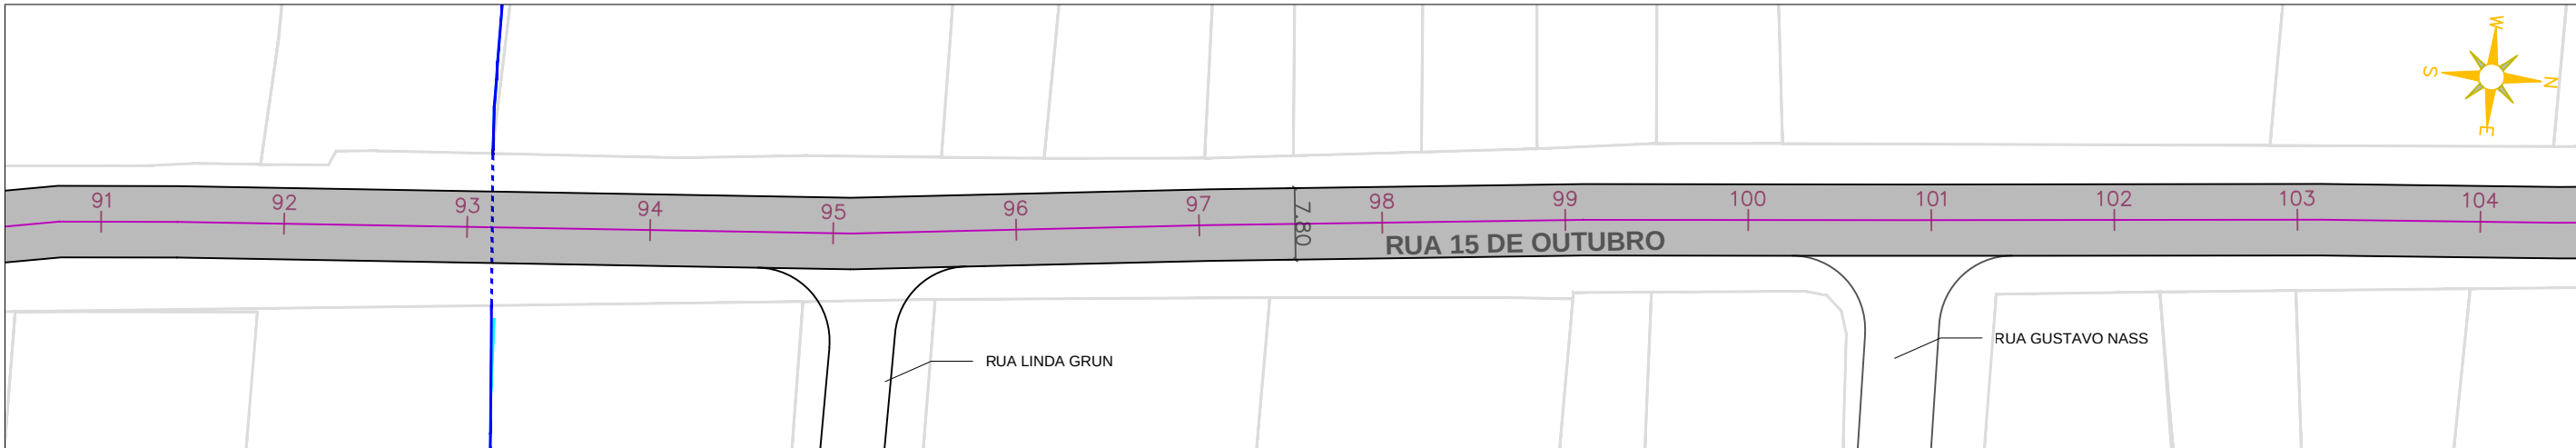 W
S
N
E
91
92
93
94
95
96
97
98
99
100
101
102
103
104
7.80
RUA 15 DE OUTUBRO
RUA LINDA GRUN
RUA GUSTAVO NASS